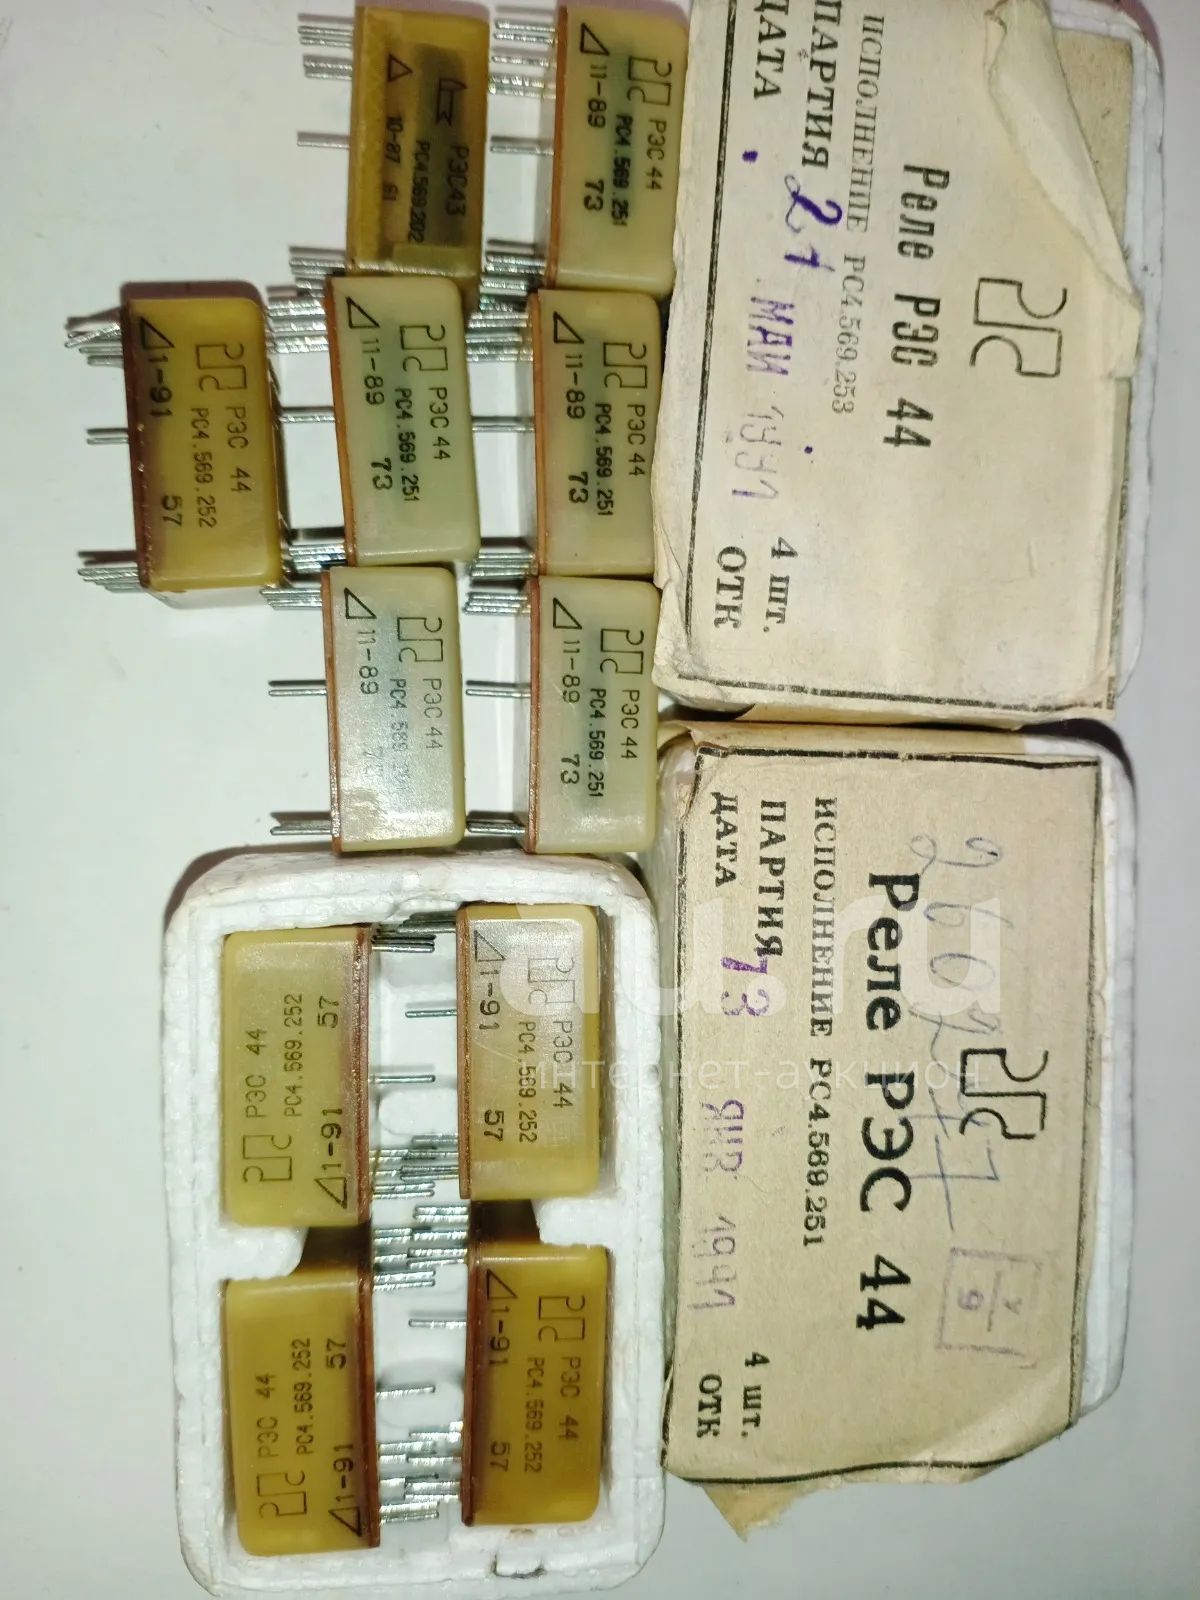 РЭС43
РС4.569.202
10-87 61
РЭС 44
РС4.569.251
11-89 73
РЭС 44
РС4.569.252
1-91 57
РЭС 44
РС4.569.251
11-89 73
РЭС 44
РС4.569.251
11-89 73
РЭС 44
11-89
РЭС 44
РС4.569.251
11-89 73
РЭС 44
РС4.569.252
1-91 57
РЭС 44
РС4.569.252
1-91 57
РЭС 44
РС4.569.252
1-91 57
РЭС 44
РС4.569.252
1-91 57
Реле РЭС 44
ИСПОЛНЕНИЕ РС4.569.253
ПАРТИЯ 21 4 шт.
ДАТА МАЙ 1991 ОТК
Реле РЭС 44
ИСПОЛНЕНИЕ РС4.569.251
ПАРТИЯ 13 4 шт.
ДАТА ЯНВ 1991 ОТК
au.ru
интернет-аукцион